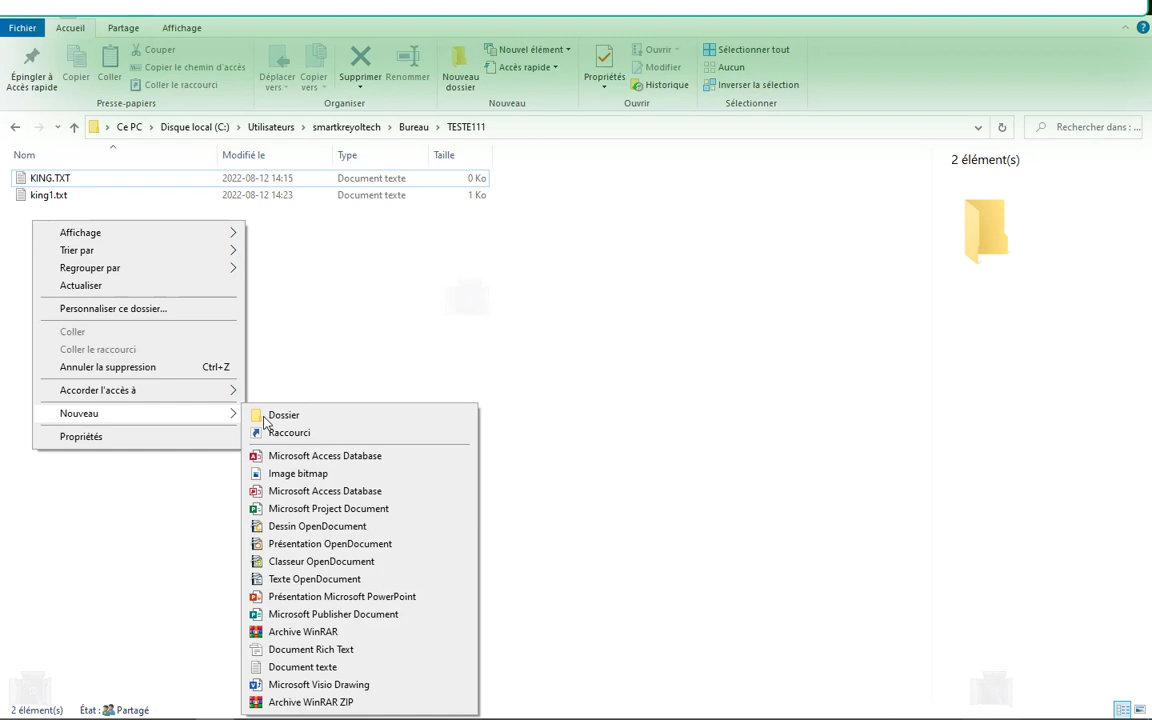 Fichier Accueil Partage Affichage
Épingler à Accès rapide
Copier
Coller
Couper
Copier le chemin d'accès
Coller le raccourci
Presse-papiers
Déplacer vers
Copier vers
Supprimer
Renommer
Organiser
Nouveau dossier
Nouvel élément
Accès rapide
Nouveau
Propriétés
Ouvrir
Modifier
Historique
Ouvrir
Sélectionner tout
Aucun
Inverser la sélection
Sélectionner
Ce PC > Disque local (C:) > Utilisateurs > smartkreyoltech > Bureau > TESTE111
Rechercher dans : ...
Nom Modifié le Type Taille
KING.TXT 2022-08-12 14:15 Document texte 0 Ko
king1.txt 2022-08-12 14:23 Document texte 1 Ko
2 élément(s)
Affichage
Trier par
Regrouper par
Actualiser
Personnaliser ce dossier...
Coller
Coller le raccourci
Annuler la suppression Ctrl+Z
Accorder l'accès à
Nouveau
Propriétés
Dossier
Raccourci
Microsoft Access Database
Image bitmap
Microsoft Access Database
Microsoft Project Document
Dessin OpenDocument
Présentation OpenDocument
Classeur OpenDocument
Texte OpenDocument
Présentation Microsoft PowerPoint
Microsoft Publisher Document
Archive WinRAR
Document Rich Text
Document texte
Microsoft Visio Drawing
Archive WinRAR ZIP
2 élément(s) État : Partagé